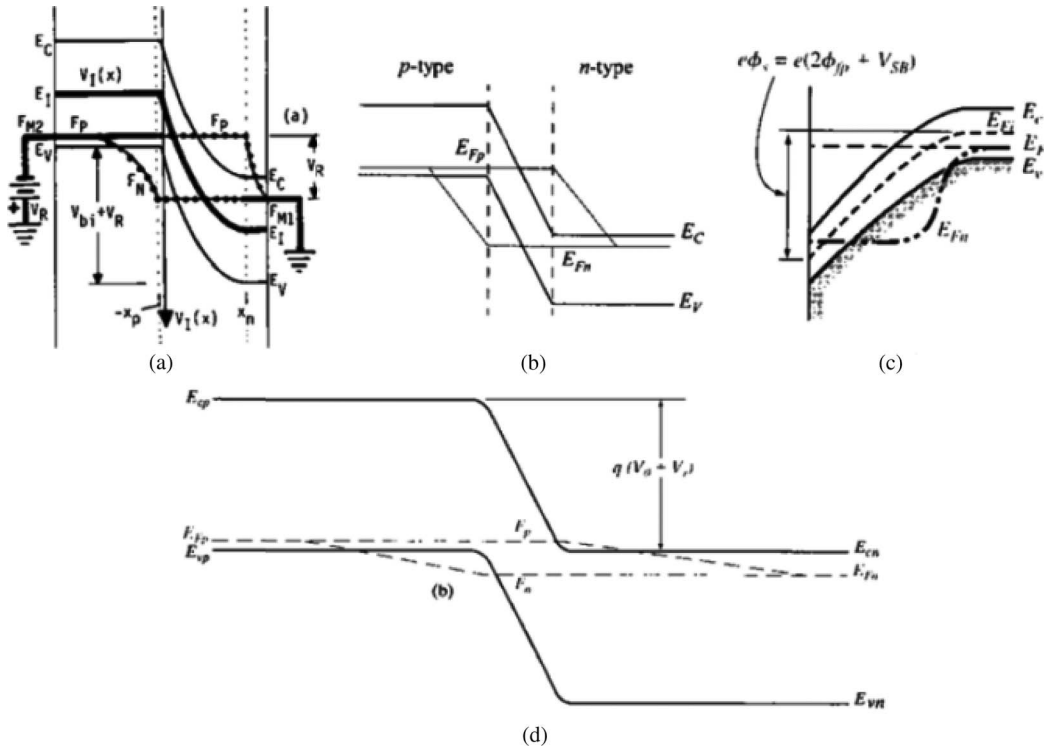 E_C
V_I(x)
E_I
F_M2
F_P
F_P
(a)
E_V
V_R
F_N
E_C
+
V_R
V_bi+V_R
F_M1
E_I
E_V
-x_p
V_I(x)
x_n
(a)
p-type
n-type
E_Fp
E_C
E_Fn
E_V
(b)
eϕ_s = e(2ϕ_fp + V_SB)
E_c
E_Fi
E_v
E_Fn
(c)
E_cp
q(V_0 + V_r)
E_Fp
F_p
E_vp
E_cn
F_n
E_Fn
(b)
E_vn
(d)